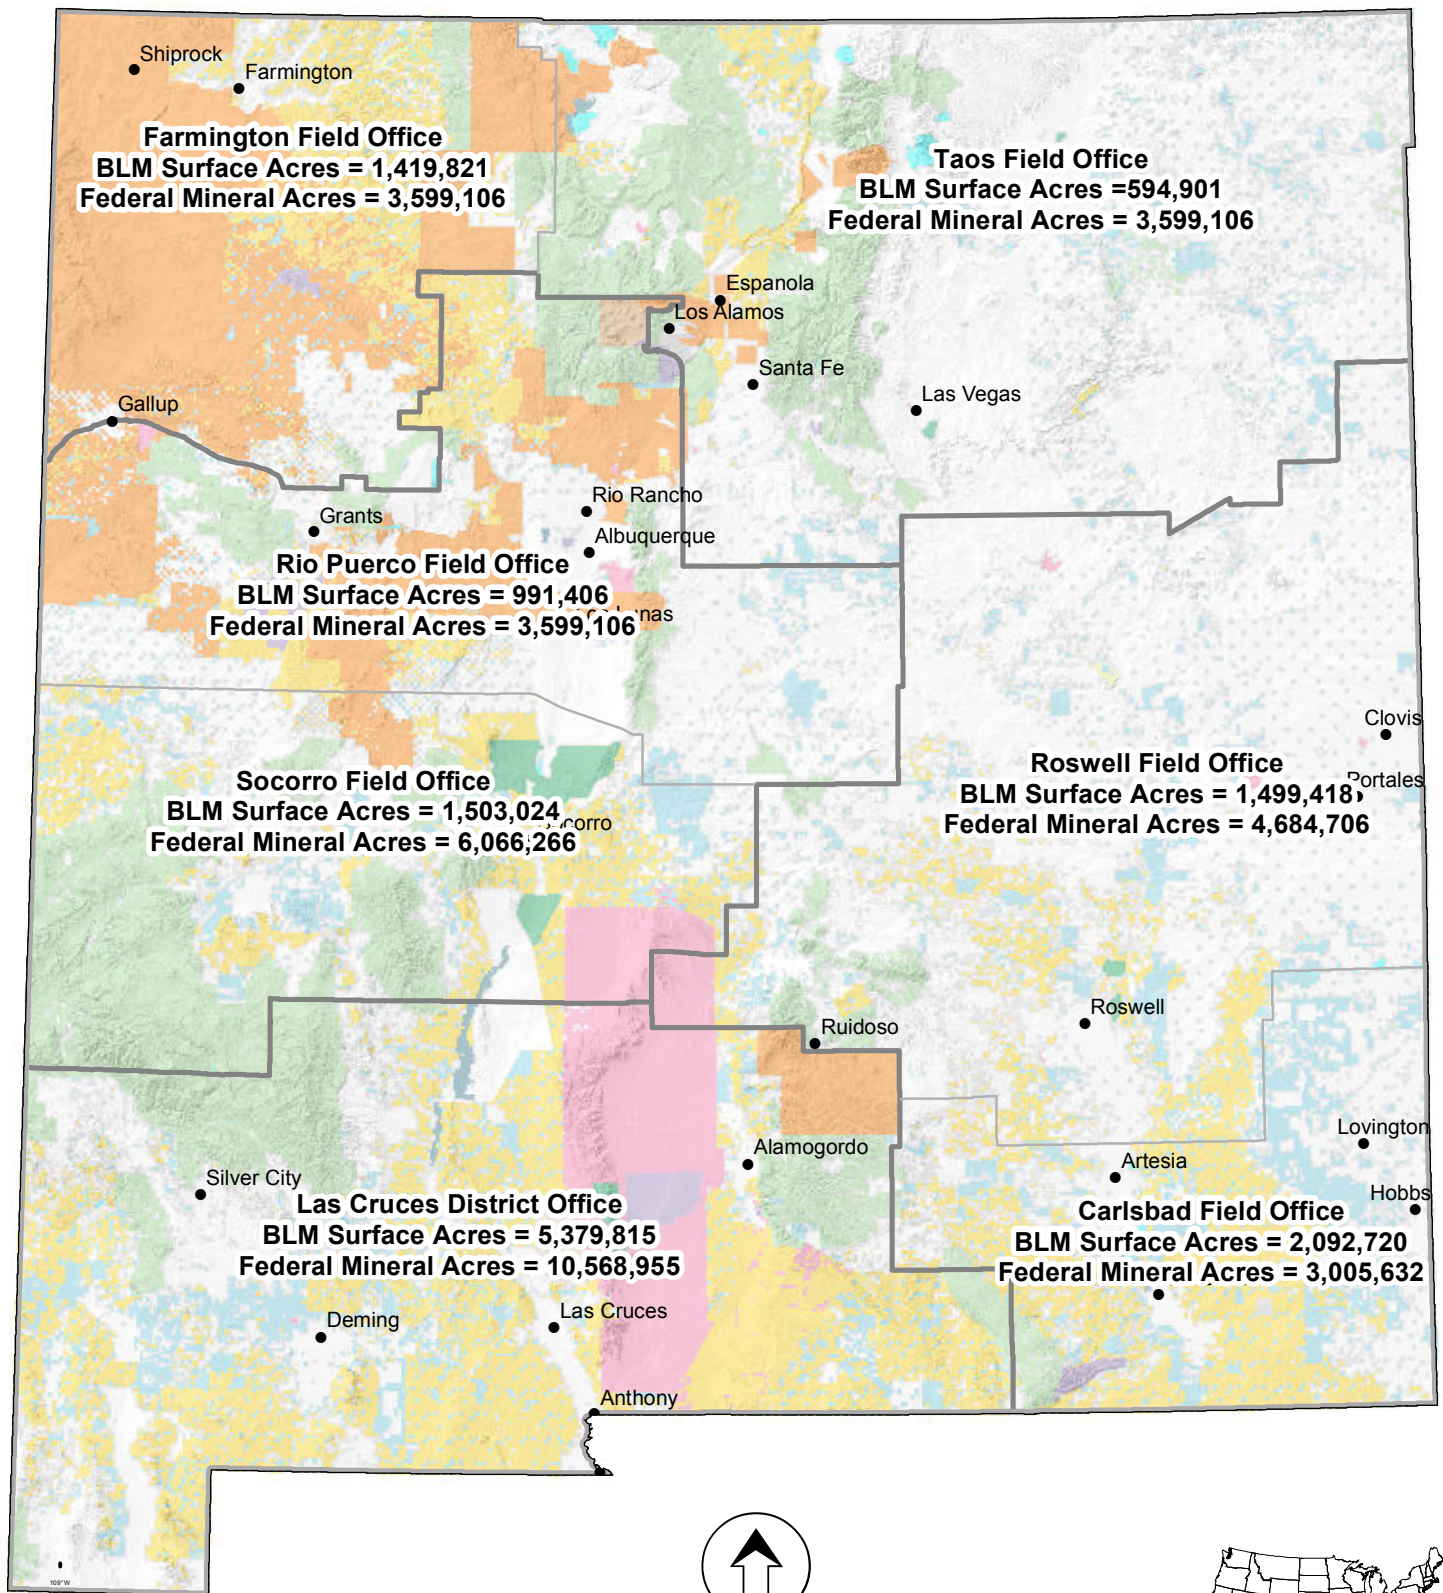 Shiprock
Farmington
Farmington Field Office
BLM Surface Acres = 1,419,821
Federal Mineral Acres = 3,599,106
Taos Field Office
BLM Surface Acres =594,901
Federal Mineral Acres = 3,599,106
Espanola
Los Alamos
Santa Fe
Las Vegas
Gallup
Rio Rancho
Grants
Albuquerque
Rio Puerco Field Office
BLM Surface Acres = 991,406
Federal Mineral Acres = 3,599,106
Clovis
Portales
Roswell Field Office
BLM Surface Acres = 1,499,418
Federal Mineral Acres = 4,684,706
Socorro Field Office
BLM Surface Acres = 1,503,024
Federal Mineral Acres = 6,066,266
Roswell
Ruidoso
Lovington
Alamogordo
Artesia
Silver City
Hobbs
Las Cruces District Office
BLM Surface Acres = 5,379,815
Federal Mineral Acres = 10,568,955
Carlsbad Field Office
BLM Surface Acres = 2,092,720
Federal Mineral Acres = 3,005,632
Las Cruces
Deming
Anthony
109°W